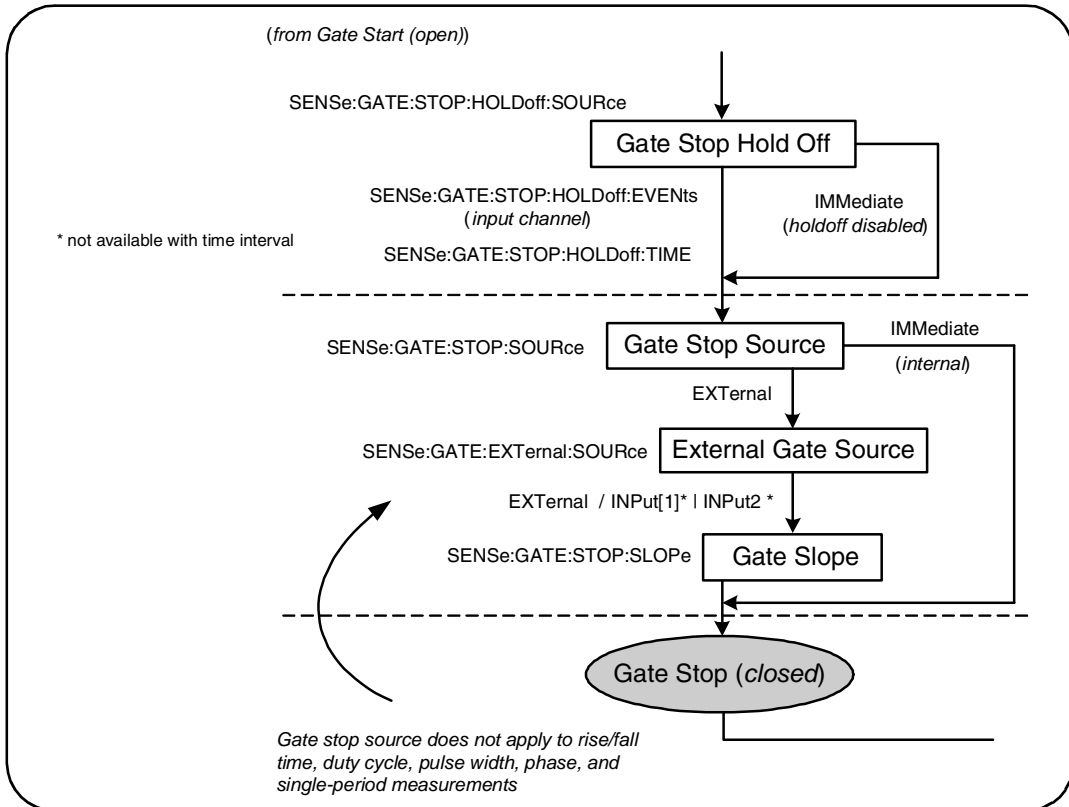 (from Gate Start (open))
SENSe:GATE:STOP:HOLDoff:SOURce
Gate Stop Hold Off
SENSe:GATE:STOP:HOLDoff:EVENts
(input channel)
IMMediate
(holdoff disabled)
* not available with time interval
SENSe:GATE:STOP:HOLDoff:TIME
SENSe:GATE:STOP:SOURce
Gate Stop Source
IMMediate
(internal)
EXTernal
SENSe:GATE:EXTernal:SOURce
External Gate Source
EXTernal / INPut[1]* | INPut2 *
SENSe:GATE:STOP:SLOPe
Gate Slope
Gate Stop (closed)
Gate stop source does not apply to rise/fall
time, duty cycle, pulse width, phase, and
single-period measurements